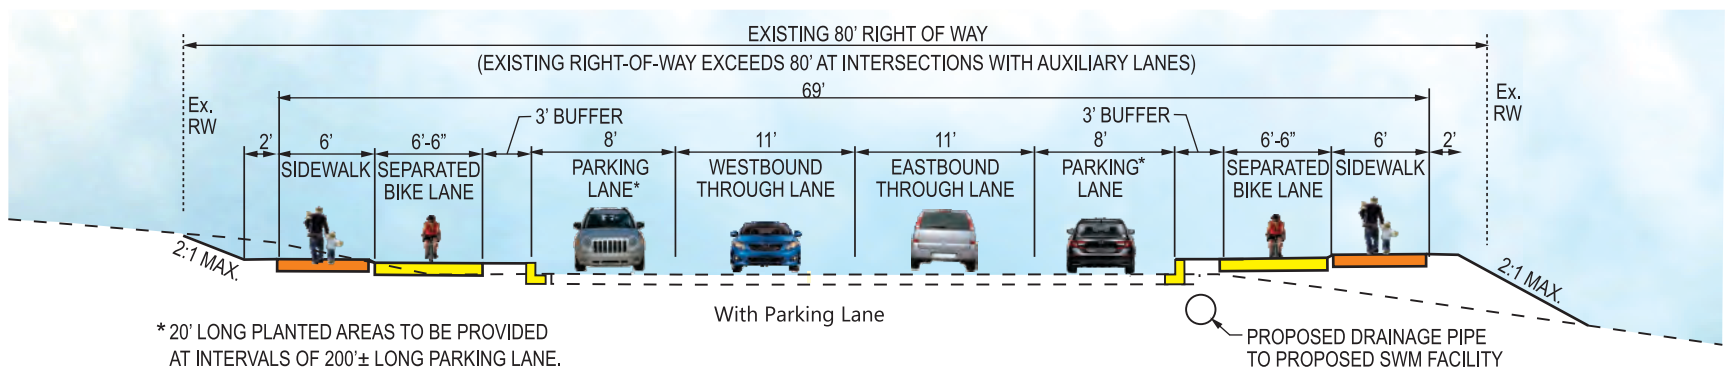 EXISTING 80' RIGHT OF WAY
(EXISTING RIGHT-OF-WAY EXCEEDS 80' AT INTERSECTIONS WITH AUXILIARY LANES)
69'
Ex.
RW
Ex.
RW
3' BUFFER
3' BUFFER
2'
6'
6'-6"
8'
11'
11'
8'
6'-6"
6'
2'
SIDEWALK
SEPARATED
BIKE LANE
PARKING
LANE*
WESTBOUND
THROUGH LANE
EASTBOUND
THROUGH LANE
PARKING*
LANE
SEPARATED
BIKE LANE
SIDEWALK
2:1 MAX.
2:1 MAX.
With Parking Lane
* 20' LONG PLANTED AREAS TO BE PROVIDED
AT INTERVALS OF 200'± LONG PARKING LANE.
PROPOSED DRAINAGE PIPE
TO PROPOSED SWM FACILITY